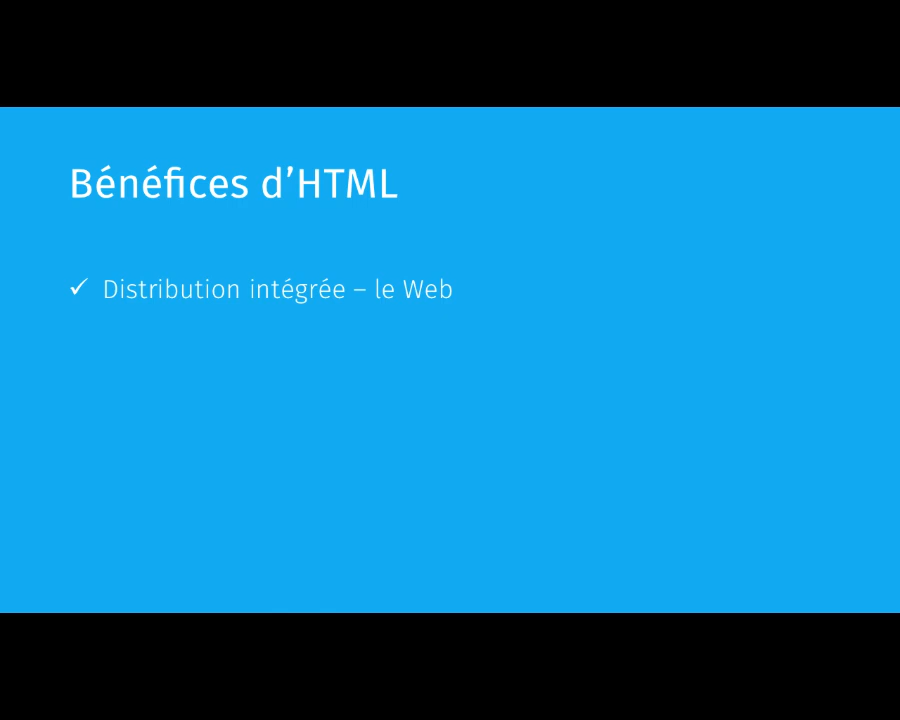 Bénéfices d’HTML
✓ Distribution intégrée – le Web